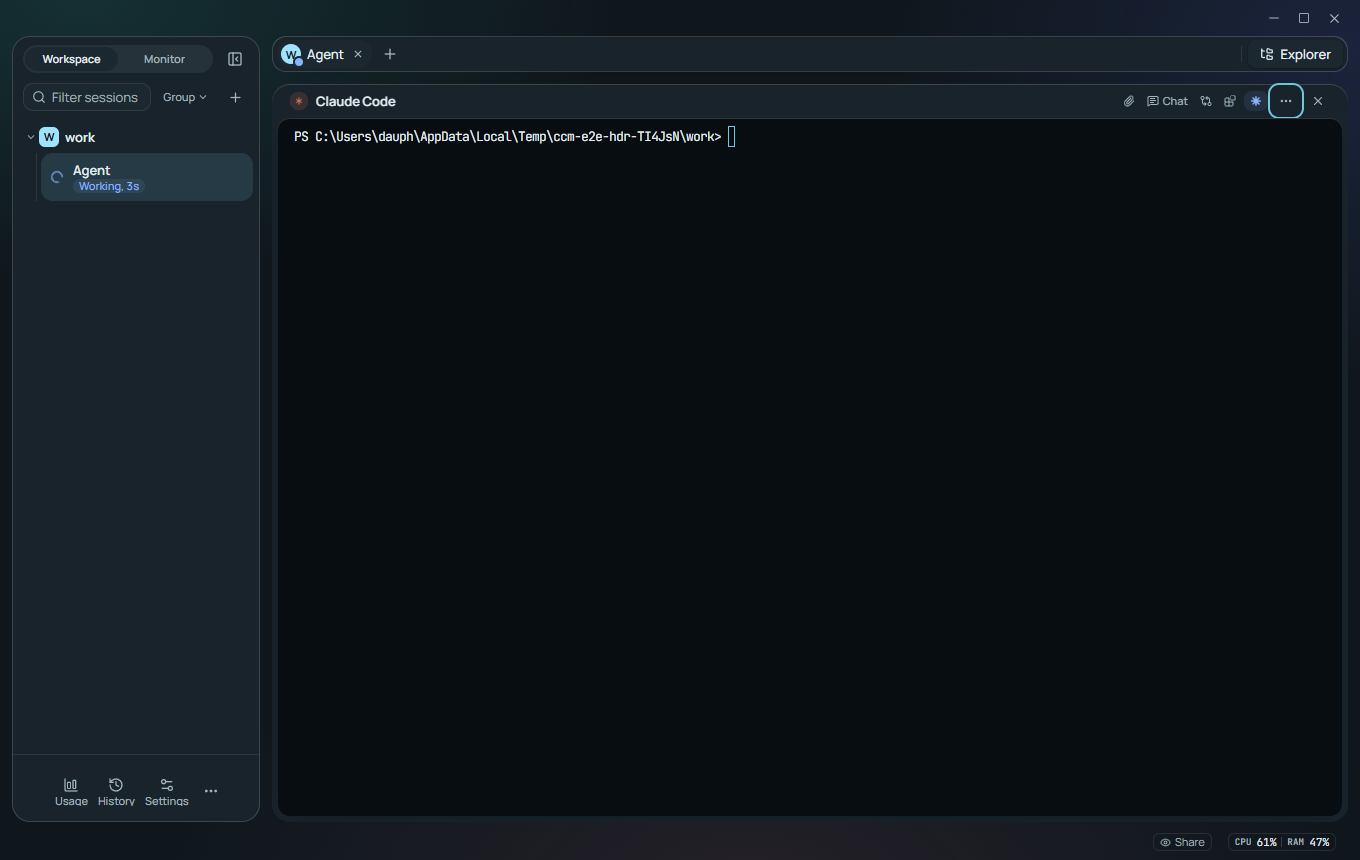 Workspace
Monitor
W
Agent
Explorer
Filter sessions
Group
Claude Code
Chat
W
work
PS C:\Users\dauph\AppData\Local\Temp\ccm-e2e-hdr-TI4JsN\work>
Agent
Working, 3s
Usage
History
Settings
Share
CPU 61%
RAM 47%